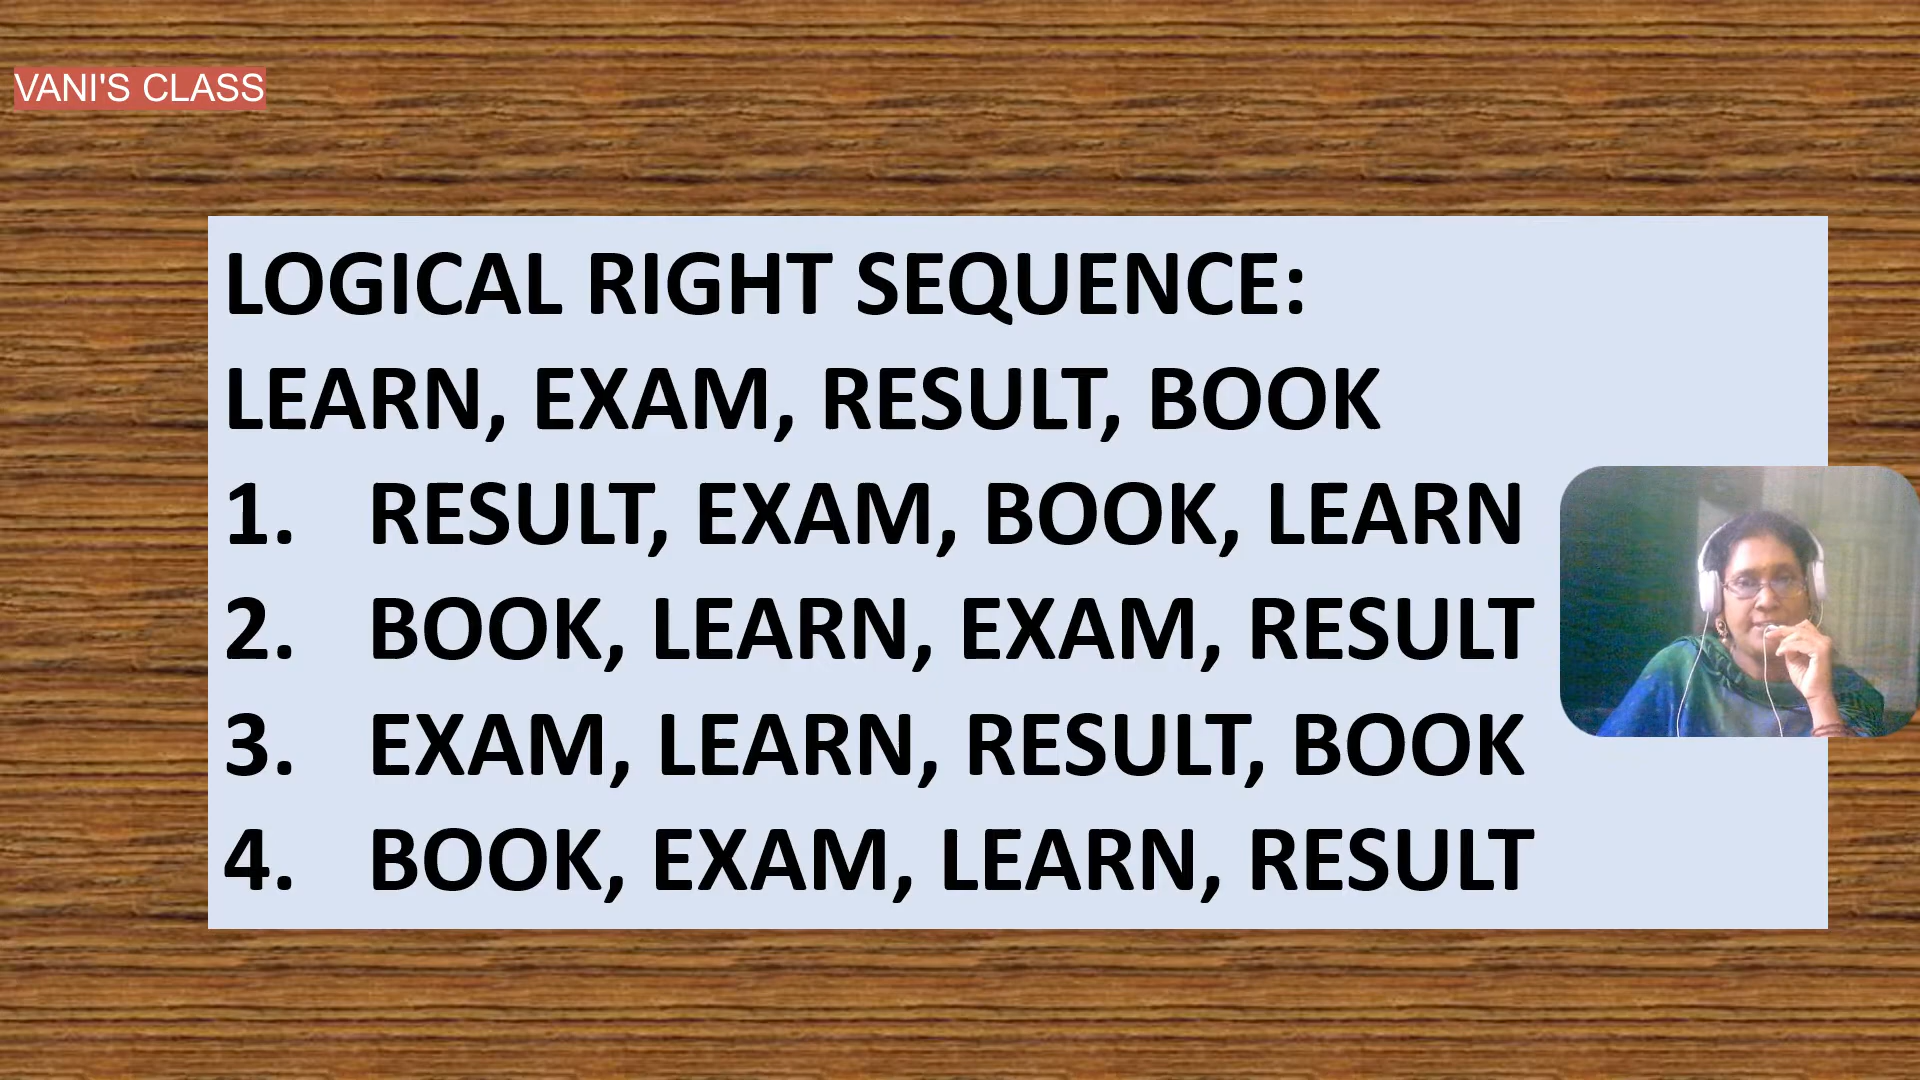 VANI'S CLASS
LOGICAL RIGHT SEQUENCE:
LEARN, EXAM, RESULT, BOOK
1. RESULT, EXAM, BOOK, LEARN
2. BOOK, LEARN, EXAM, RESULT
3. EXAM, LEARN, RESULT, BOOK
4. BOOK, EXAM, LEARN, RESULT